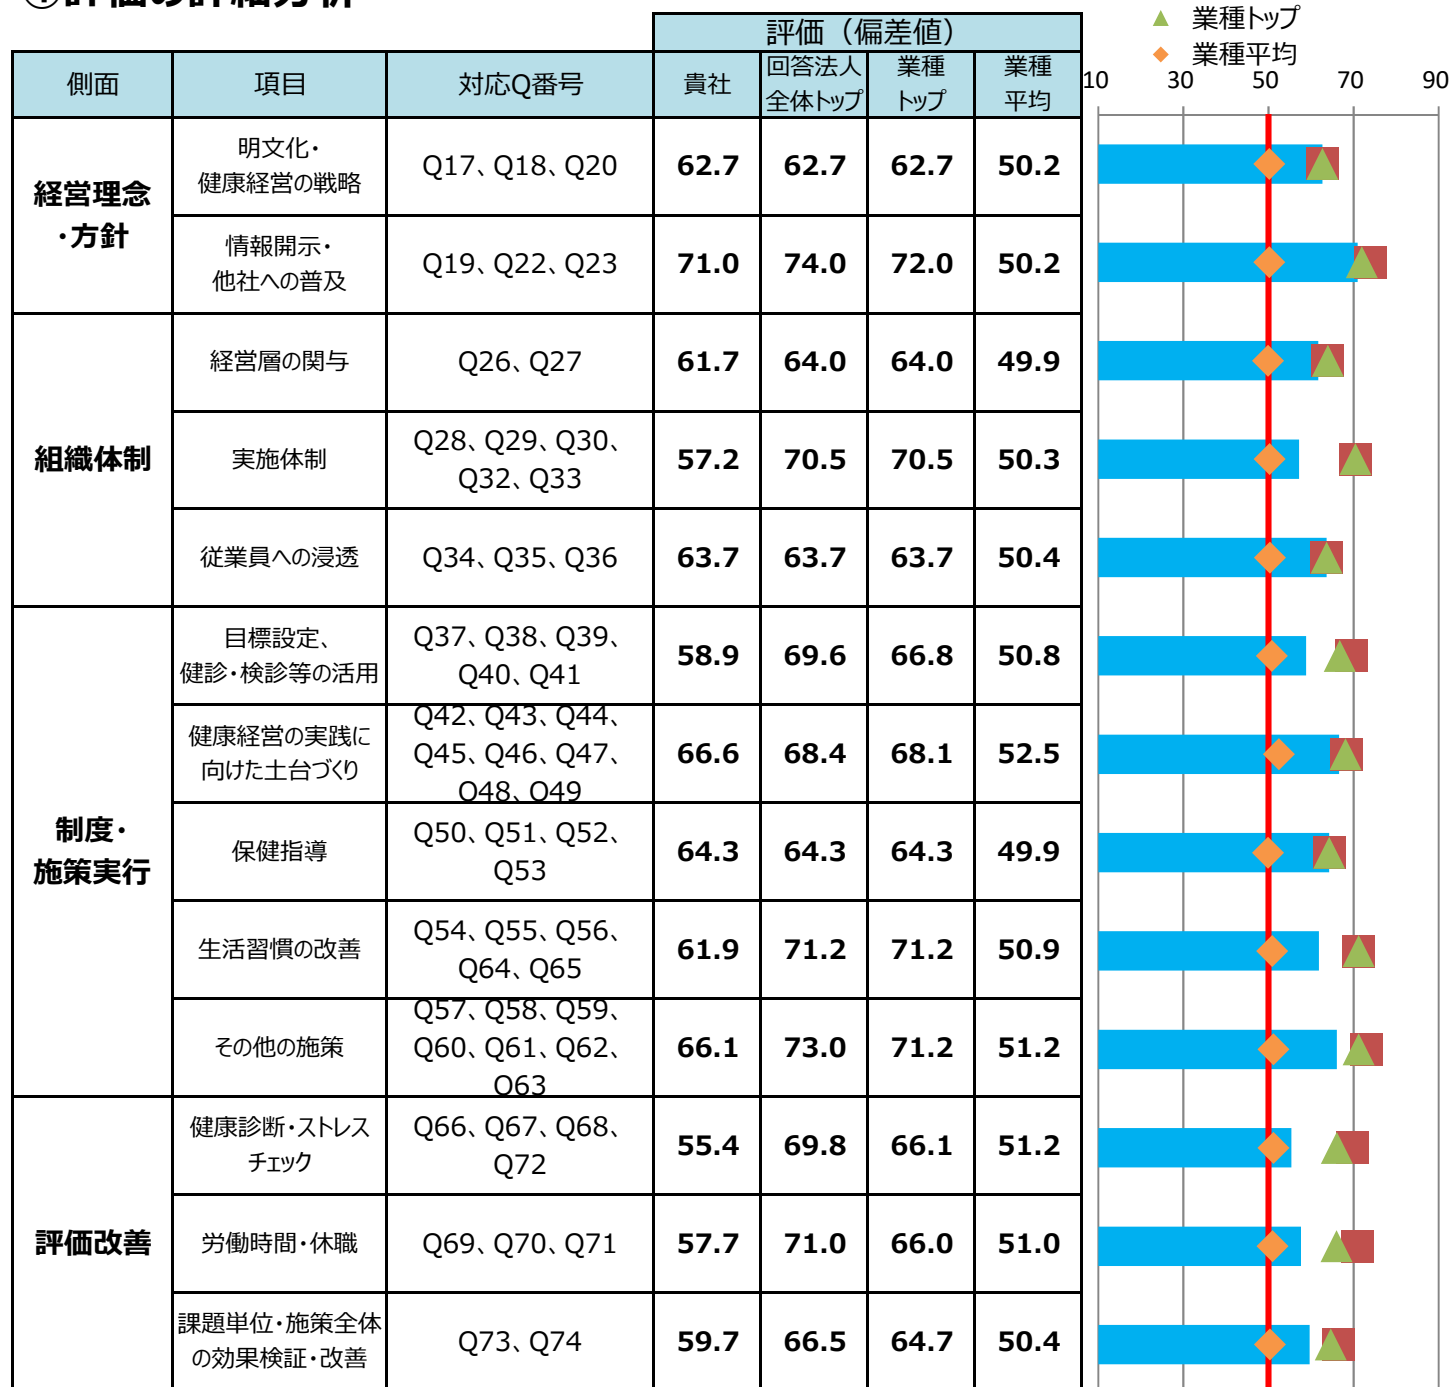 ①評価の詳細分析
業種トップ
業種平均
評価（偏差値）
側面 項目 対応Q番号 貴社 回答法人全体トップ 業種トップ 業種平均
10 30 50 70 90
経営理念
・方針
明文化・
健康経営の戦略
Q17、Q18、Q20
62.7 62.7 62.7 50.2
情報開示・
他社への普及
Q19、Q22、Q23
71.0 74.0 72.0 50.2
組織体制
経営層の関与
Q26、Q27
61.7 64.0 64.0 49.9
実施体制
Q28、Q29、Q30、
Q32、Q33
57.2 70.5 70.5 50.3
従業員への浸透
Q34、Q35、Q36
63.7 63.7 63.7 50.4
制度・
施策実行
目標設定、
健診・検診等の活用
Q37、Q38、Q39、
Q40、Q41
58.9 69.6 66.8 50.8
健康経営の実践に
向けた土台づくり
Q42、Q43、Q44、
Q45、Q46、Q47、
Q48、Q49
66.6 68.4 68.1 52.5
保健指導
Q50、Q51、Q52、
Q53
64.3 64.3 64.3 49.9
生活習慣の改善
Q54、Q55、Q56、
Q64、Q65
61.9 71.2 71.2 50.9
その他の施策
Q57、Q58、Q59、
Q60、Q61、Q62、
Q63
66.1 73.0 71.2 51.2
評価改善
健康診断・ストレス
チェック
Q66、Q67、Q68、
Q72
55.4 69.8 66.1 51.2
労働時間・休職
Q69、Q70、Q71
57.7 71.0 66.0 51.0
課題単位・施策全体
の効果検証・改善
Q73、Q74
59.7 66.5 64.7 50.4